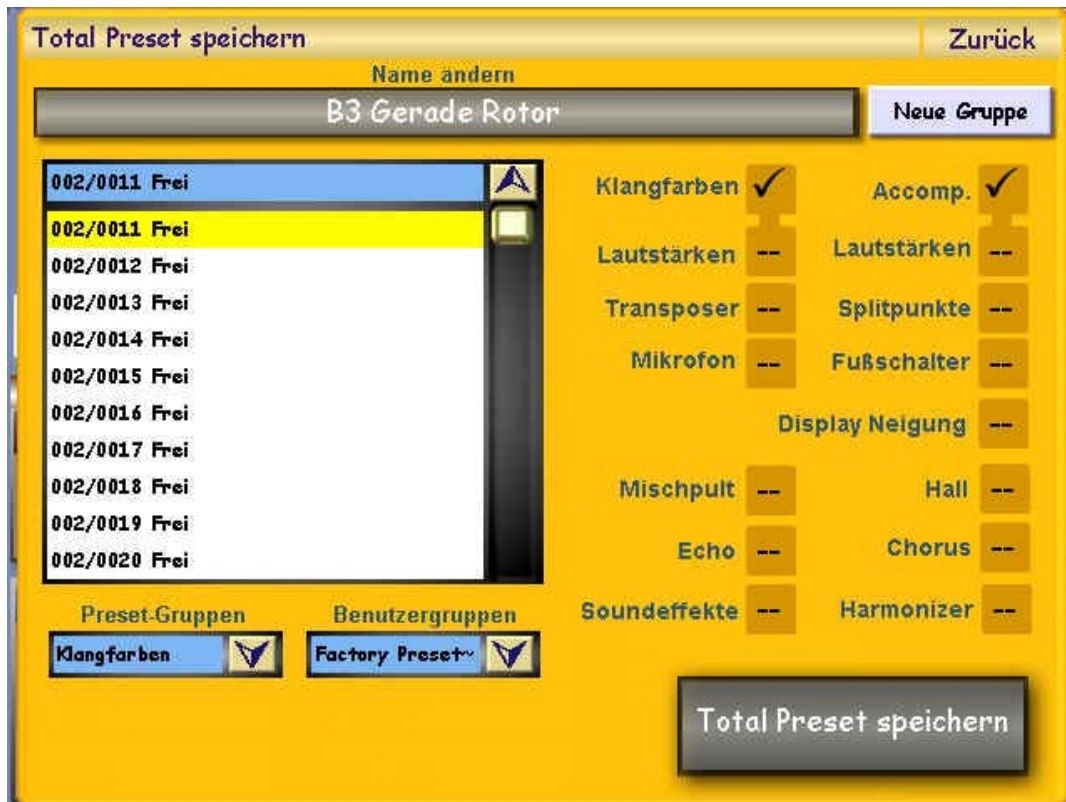 Total Preset speichern
Zurück
Name ändern
B3 Gerade Rotor
Neue Gruppe
002/0011 Frei
002/0011 Frei
002/0012 Frei
002/0013 Frei
002/0014 Frei
002/0015 Frei
002/0016 Frei
002/0017 Frei
002/0018 Frei
002/0019 Frei
002/0020 Frei
Preset-Gruppen
Klangfarben
Benutzergruppen
Factory Preset~
Klangfarben ✓ Accomp. ✓
Lautstärken -- Lautstärken --
Transposer -- Splitpunkte --
Mikrofon -- Fußschalter --
Display Neigung --
Mischpult -- Hall --
Echo -- Chorus --
Soundeffekte -- Harmonizer --
Total Preset speichern